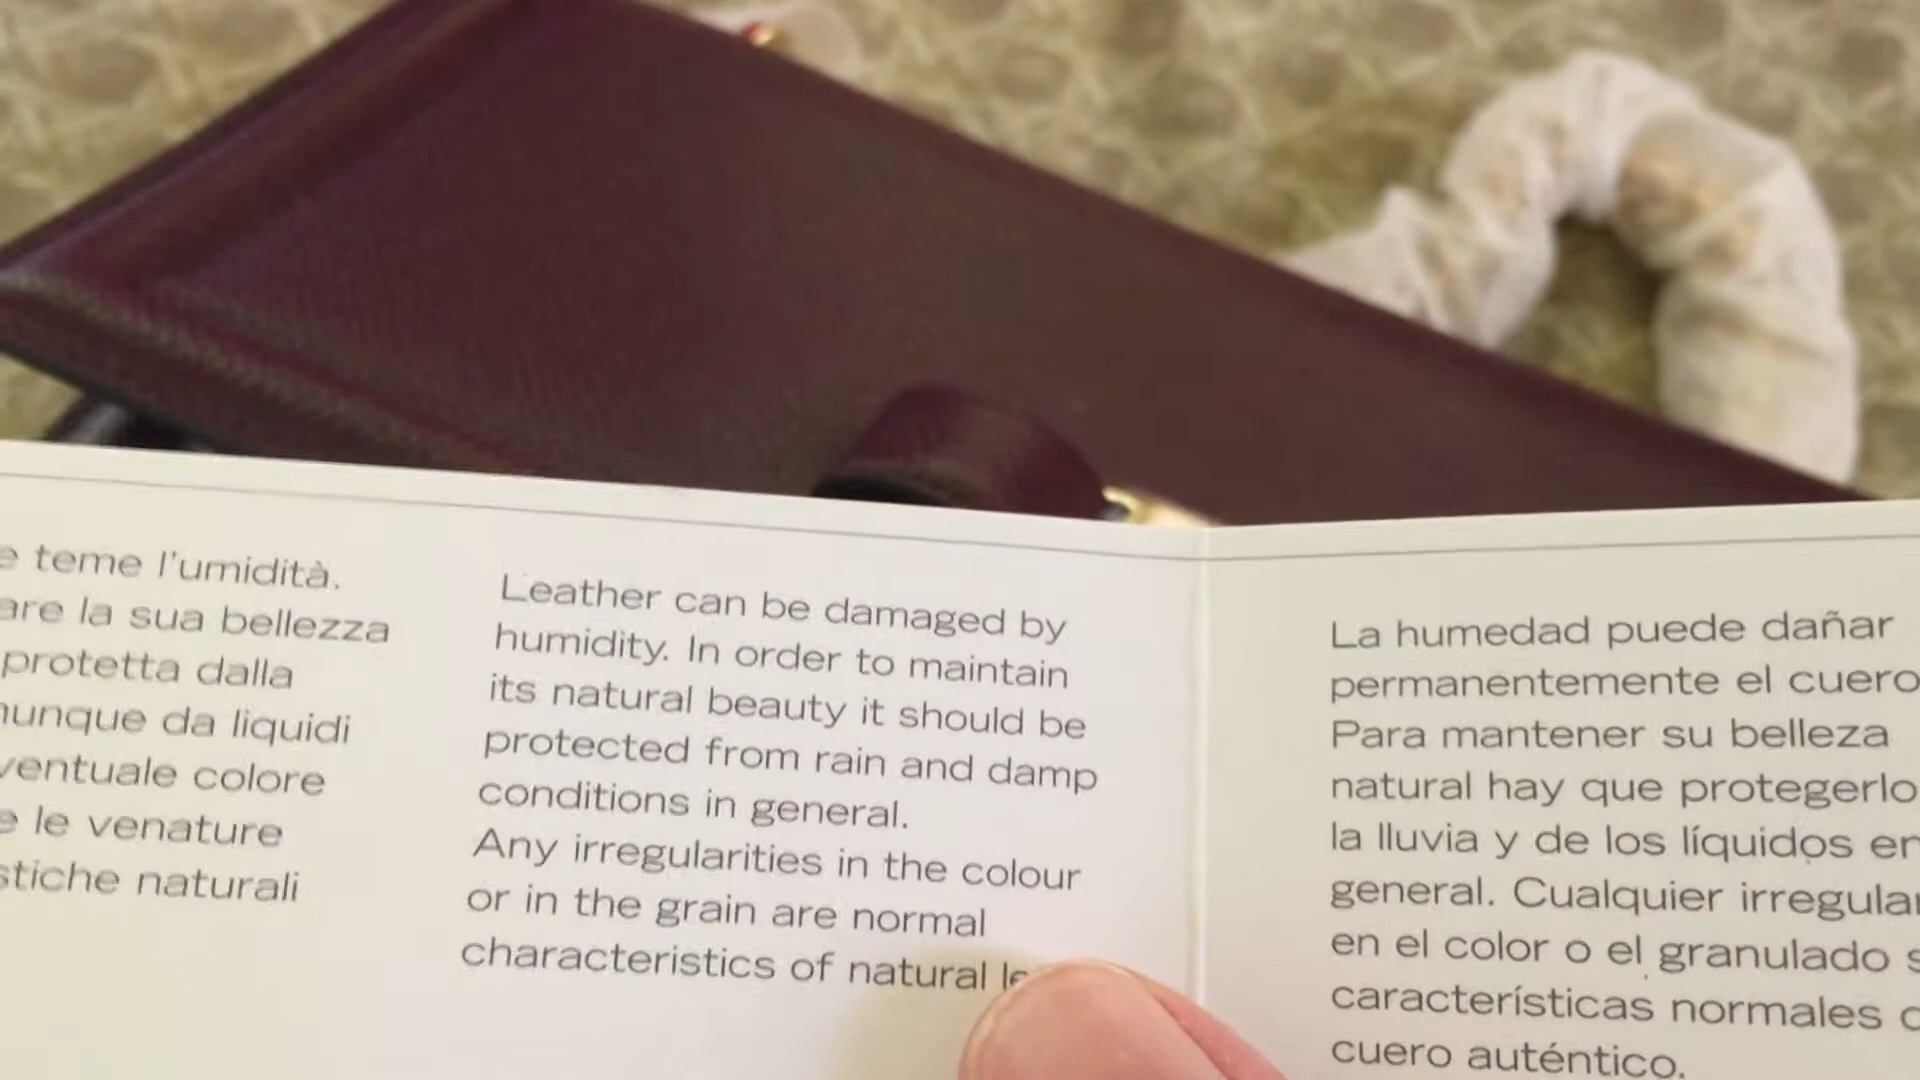 teme l'umidità.
la sua bellezza
protetta dalla
da liquidi
colore
le venature
naturali
Leather can be damaged by
humidity. In order to maintain
its natural beauty it should be
protected from rain and damp
conditions in general.
Any irregularities in the colour
or in the grain are normal
characteristics of natural
La humedad puede dañar
permanentemente el cuero
Para mantener su belleza
natural hay que protegerlo
la lluvia y de los líquidos en
general. Cualquier
en el color o el granulado
características normales
cuero auténtico.